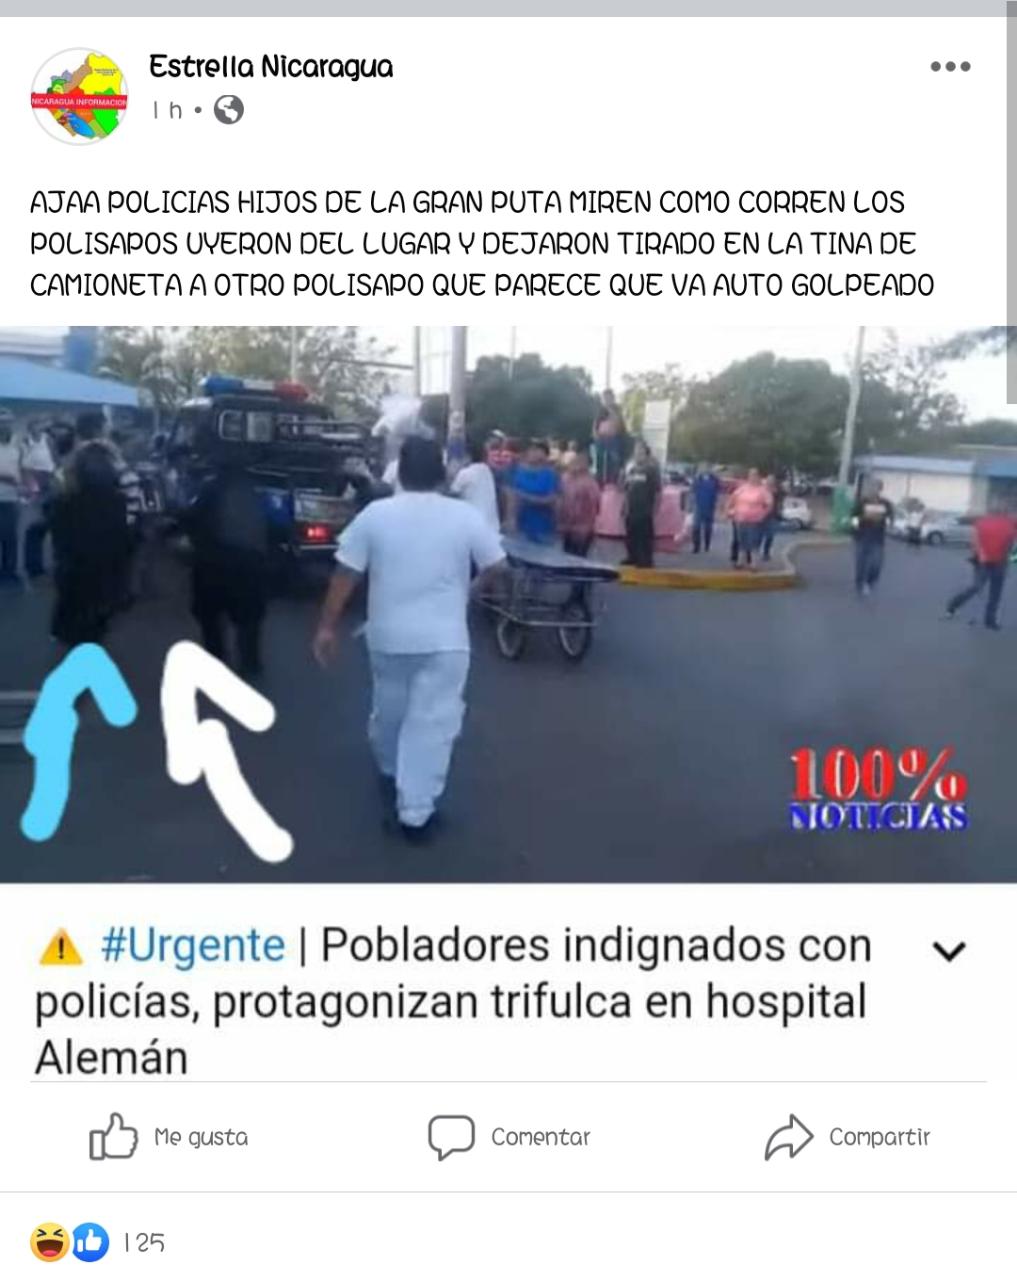 Estrella Nicaragua
NICARAGUA INFORMACION
1 h
AJAA POLICIAS HIJOS DE LA GRAN PUTA MIREN COMO CORREN LOS
POLISAPOS UYERON DEL LUGAR Y DEJARON TIRADO EN LA TINA DE
CAMIONETA A OTRO POLISAPO QUE PARECE QUE VA AUTO GOLPEADO
100%
NOTICIAS
#Urgente | Pobladores indignados con
policías, protagonizan trifulca en hospital
Alemán
Me gusta Comentar Compartir
125